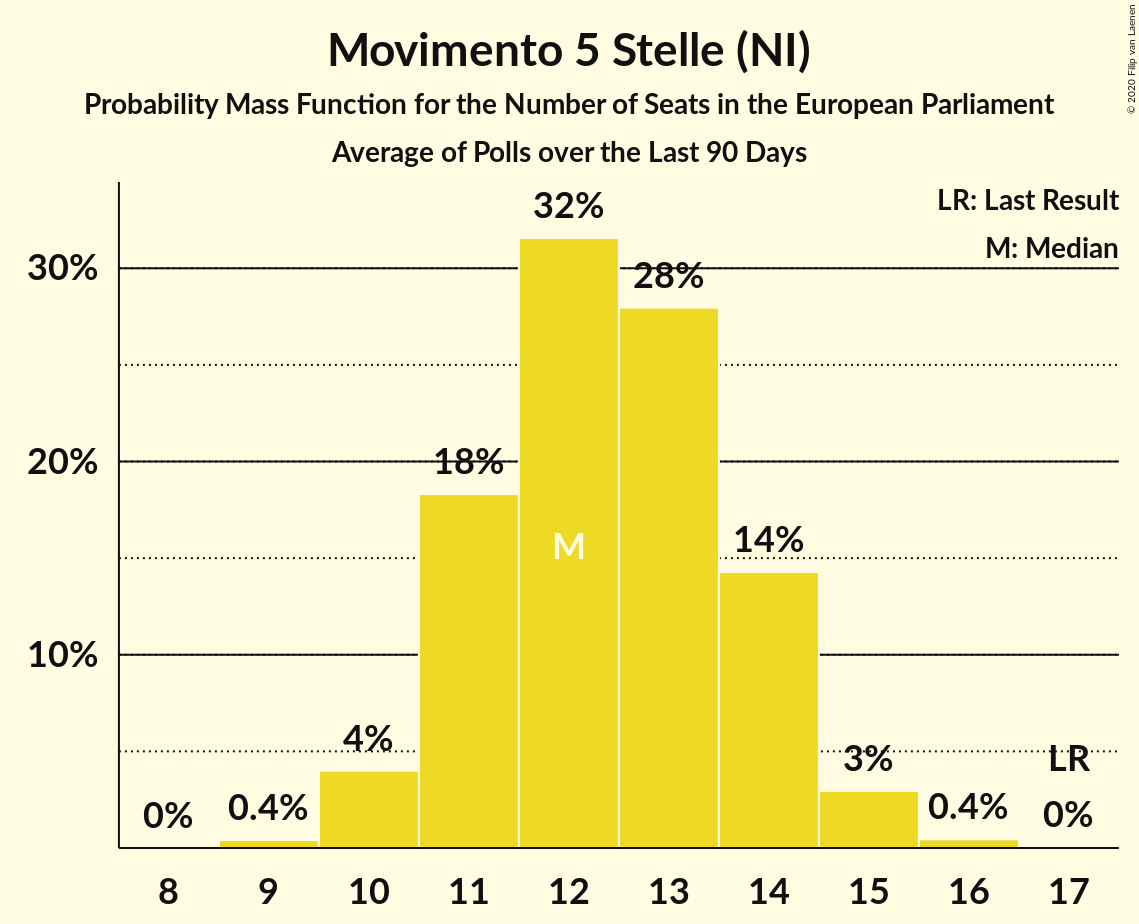 Movimento 5 Stelle (NI)
Probability Mass Function for the Number of Seats in the European Parliament
Average of Polls over the Last 90 Days
© 2020 Filip van Laenen
LR: Last Result
M: Median
30%
20%
10%
0%
0.4%
4%
18%
32%
M
28%
14%
3%
0.4%
LR
0%
8 9 10 11 12 13 14 15 16 17